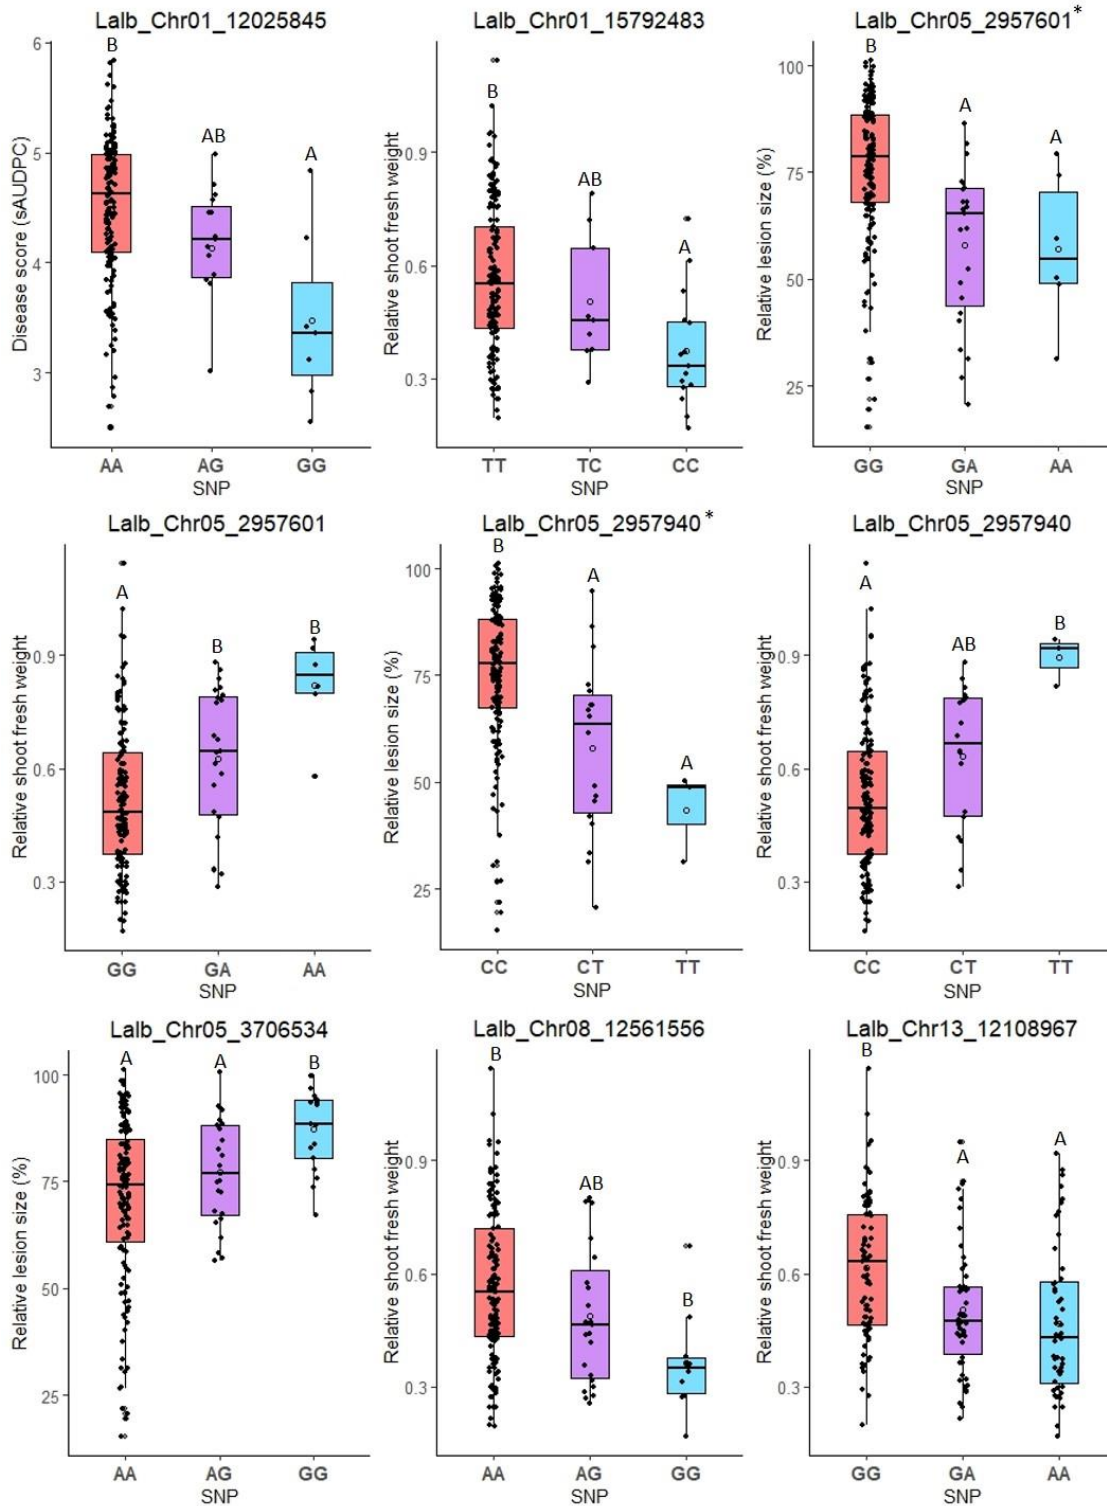 Lalb_Chr01_12025845
B
AB
A
6
5
4
3
Disease score (sAUDPC)
AA AG GG
SNP
Lalb_Chr01_15792483
B
AB
A
0.9
0.6
0.3
Relative shoot fresh weight
TT TC CC
SNP
Lalb_Chr05_2957601*
B
A
A
100
75
50
25
Relative lesion size (%)
GG GA AA
SNP
Lalb_Chr05_2957601
A
B
B
0.9
0.6
0.3
Relative shoot fresh weight
GG GA AA
SNP
Lalb_Chr05_2957940*
B
A
A
100
75
50
25
Relative lesion size (%)
CC CT TT
SNP
Lalb_Chr05_2957940
A
AB
B
0.9
0.6
0.3
Relative shoot fresh weight
CC CT TT
SNP
Lalb_Chr05_3706534
A
A
B
100
75
50
25
Relative lesion size (%)
AA AG GG
SNP
Lalb_Chr08_12561556
B
AB
B
0.9
0.6
0.3
Relative shoot fresh weight
AA AG GG
SNP
Lalb_Chr13_12108967
B
A
A
0.9
0.6
0.3
Relative shoot fresh weight
GG GA AA
SNP